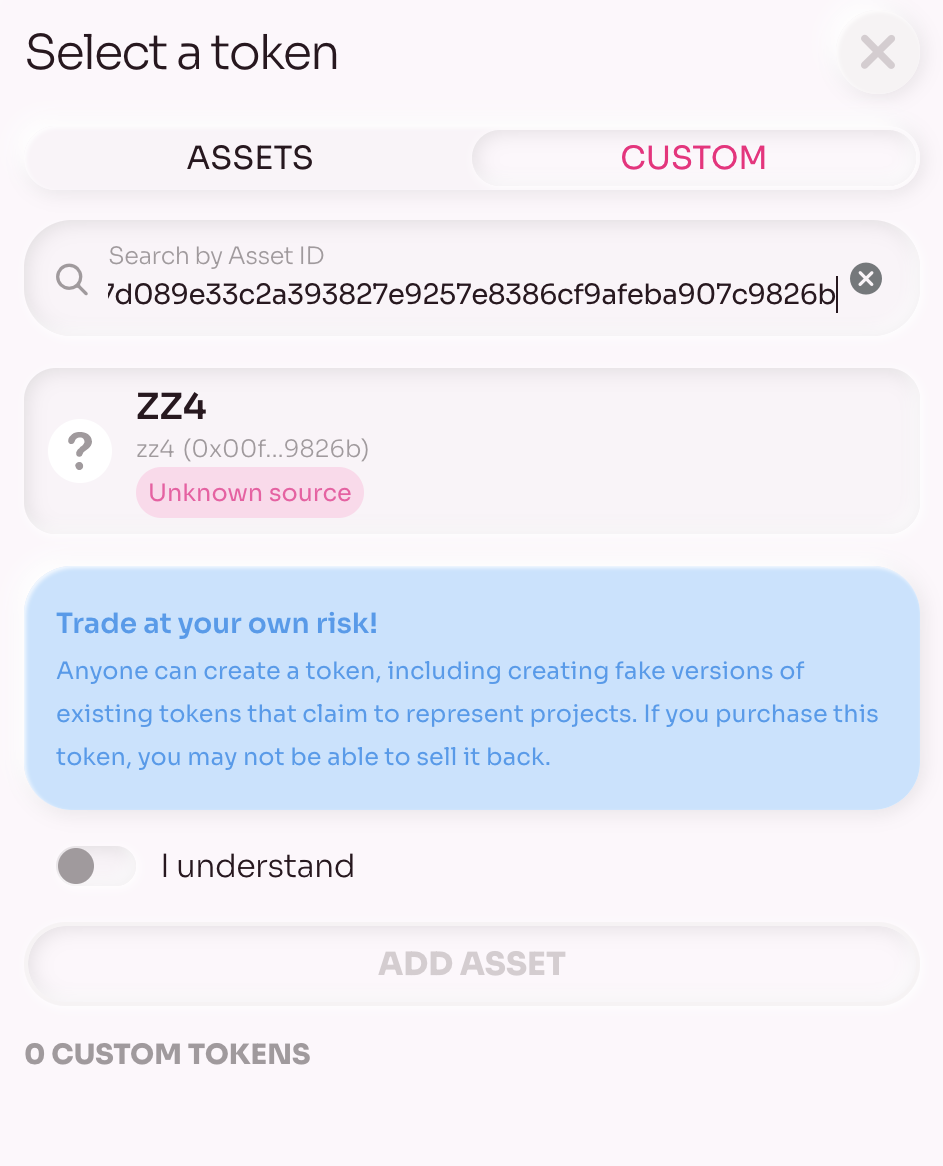 Select a token
ASSETS
CUSTOM
Search by Asset ID
7d089e33c2a393827e9257e8386cf9afeba907c9826b
ZZ4
zz4 (0x00f...9826b)
?
Unknown source
Trade at your own risk!
Anyone can create a token, including creating fake versions of
existing tokens that claim to represent projects. If you purchase this
token, you may not be able to sell it back.
I understand
ADD ASSET
0 CUSTOM TOKENS